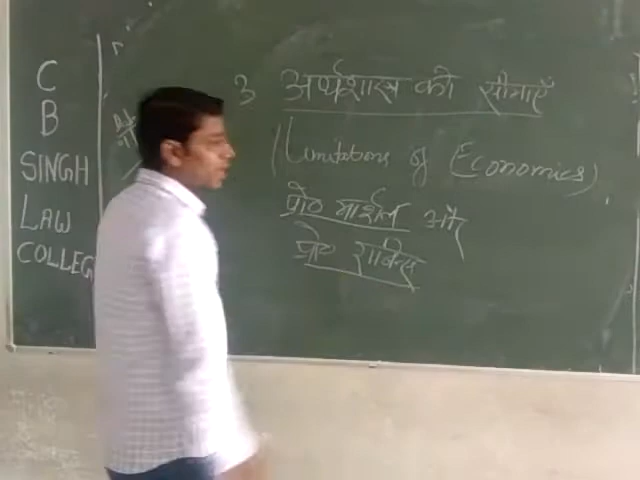 C
B
SINGH
LAW
COLLEG
3 अर्थशास्त्र की सीमाएँ
(Limitations of Economics)
प्रो० मार्शल और
प्रो० राबिन्स